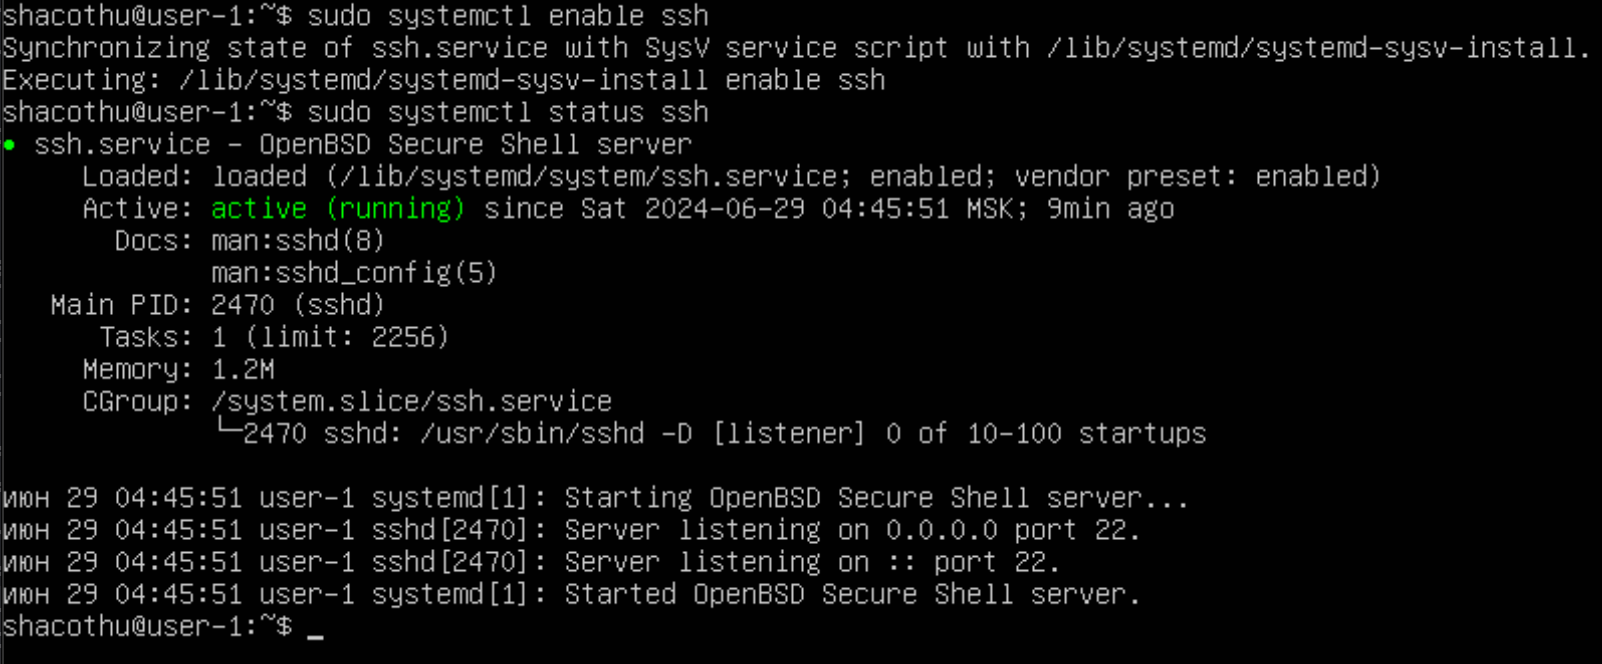 shacothu@user-1:~$ sudo systemctl enable ssh
Synchronizing state of ssh.service with SysV service script with /lib/systemd/systemd-sysv-install.
Executing: /lib/systemd/systemd-sysv-install enable ssh
shacothu@user-1:~$ sudo systemctl status ssh
● ssh.service - OpenBSD Secure Shell server
     Loaded: loaded (/lib/systemd/system/ssh.service; enabled; vendor preset: enabled)
     Active: active (running) since Sat 2024-06-29 04:45:51 MSK; 9min ago
       Docs: man:sshd(8)
             man:sshd_config(5)
   Main PID: 2470 (sshd)
      Tasks: 1 (limit: 2256)
     Memory: 1.2M
     CGroup: /system.slice/ssh.service
             └─2470 sshd: /usr/sbin/sshd -D [listener] 0 of 10-100 startups

июн 29 04:45:51 user-1 systemd[1]: Starting OpenBSD Secure Shell server...
июн 29 04:45:51 user-1 sshd[2470]: Server listening on 0.0.0.0 port 22.
июн 29 04:45:51 user-1 sshd[2470]: Server listening on :: port 22.
июн 29 04:45:51 user-1 systemd[1]: Started OpenBSD Secure Shell server.
shacothu@user-1:~$ _